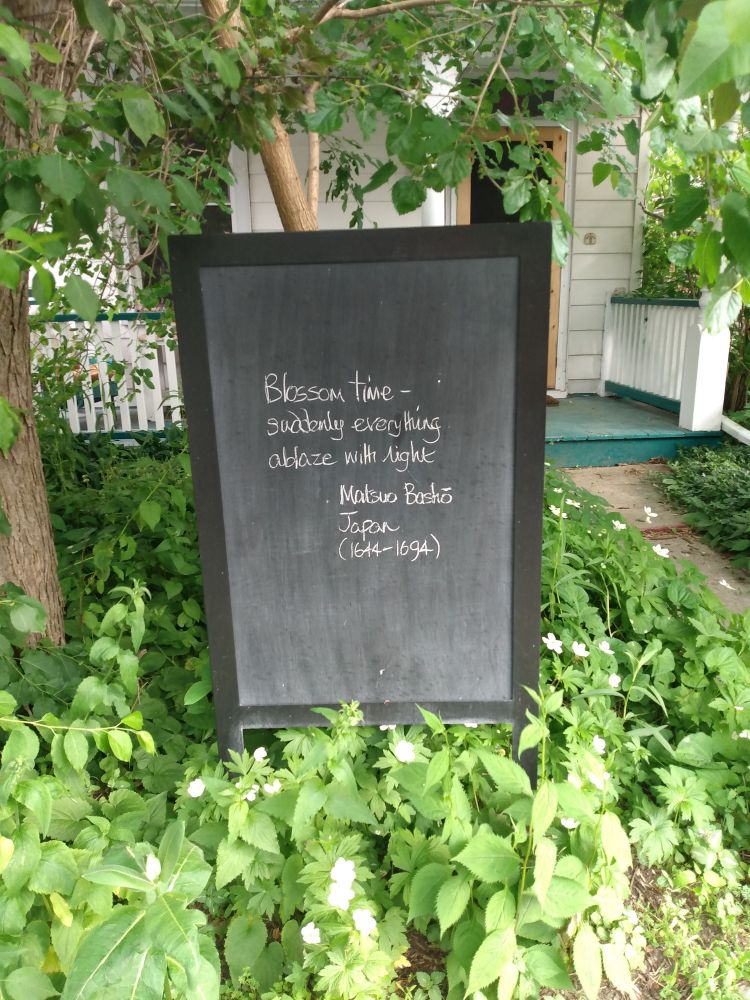 Blossom time -
suddenly everything
ablaze with light
Matsuo Bashō
Japan
(1644-1694)